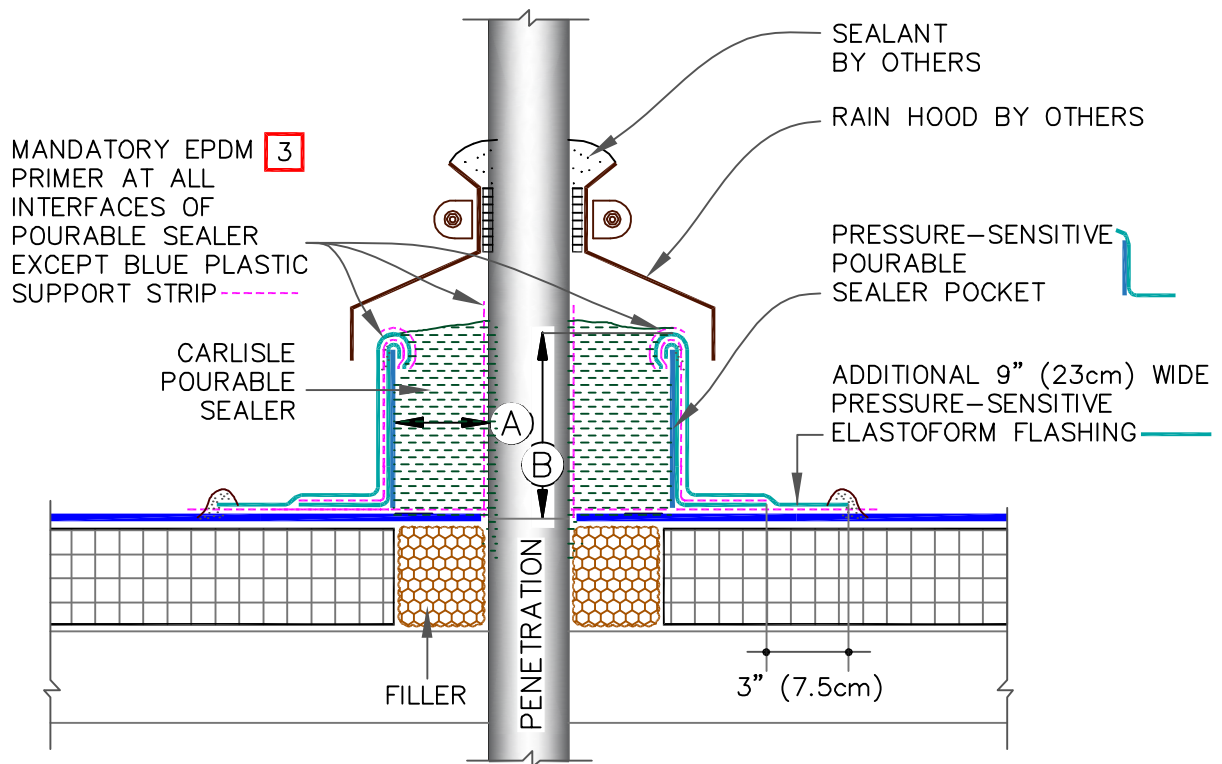 SEALANT
BY OTHERS
RAIN HOOD BY OTHERS
MANDATORY EPDM 3
PRIMER AT ALL
INTERFACES OF
POURABLE SEALER
EXCEPT BLUE PLASTIC
SUPPORT STRIP
PRESSURE-SENSITIVE
POURABLE
SEALER POCKET
CARLISLE
POURABLE
SEALER
ADDITIONAL 9" (23cm) WIDE
PRESSURE-SENSITIVE
ELASTOFORM FLASHING
A
B
PENETRATION
FILLER
3" (7.5cm)